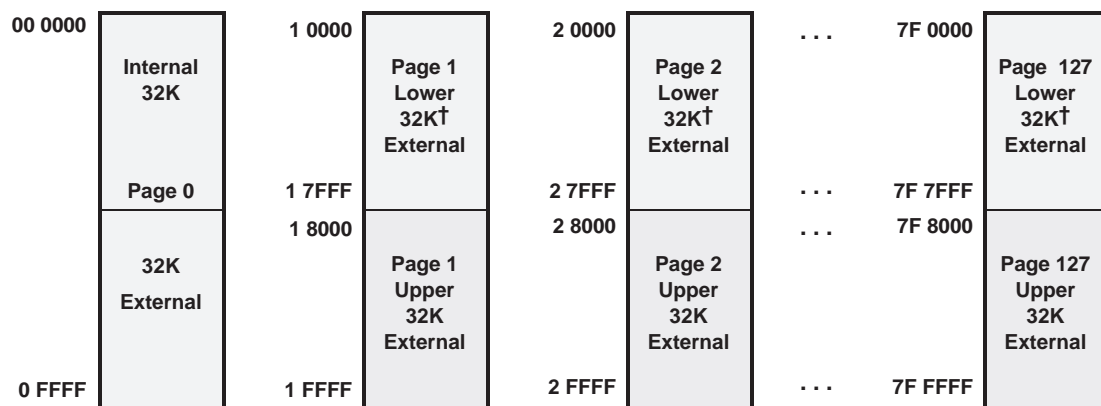 00 0000
1 0000
2 0000
. . .
7F 0000
Internal
32K
Page 1
Lower
32K†
External
Page 2
Lower
32K†
External
Page 127
Lower
32K†
External
Page 0
1 7FFF
2 7FFF
. . .
7F 7FFF
1 8000
2 8000
. . .
7F 8000
32K
External
Page 1
Upper
32K
External
Page 2
Upper
32K
External
Page 127
Upper
32K
External
0 FFFF
1 FFFF
2 FFFF
. . .
7F FFFF